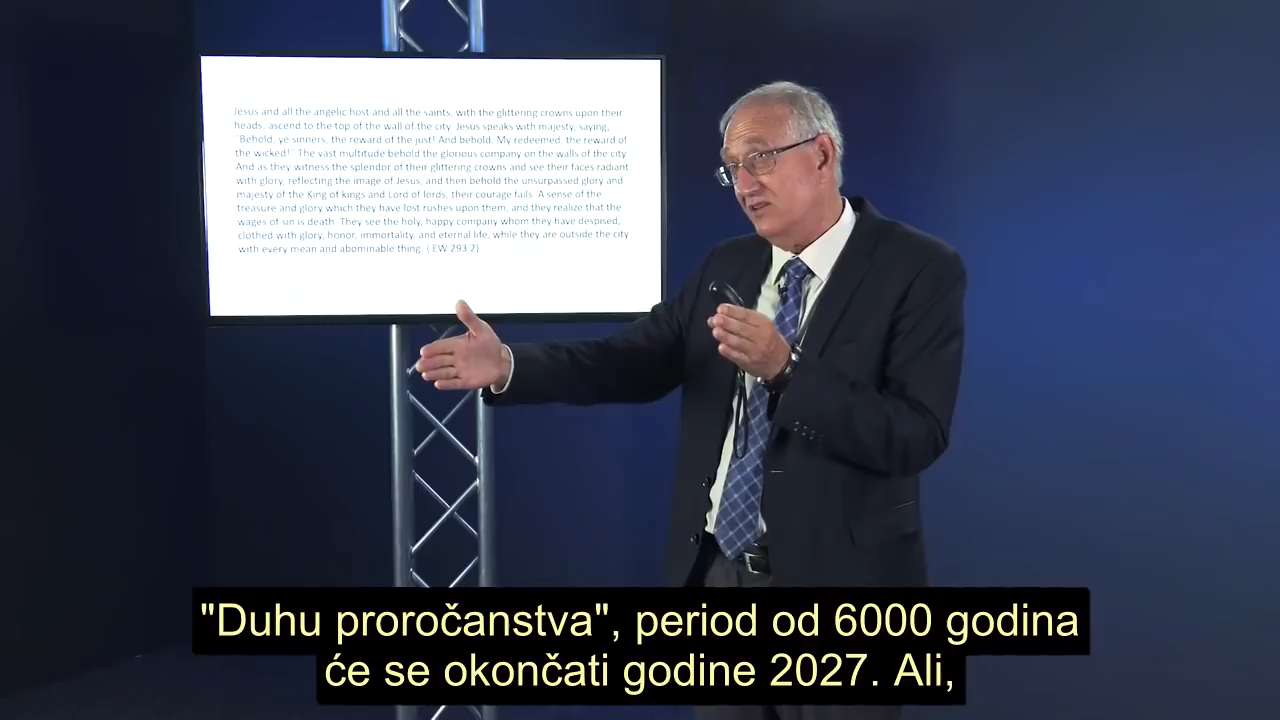 Jesus and all the angelic host and all the saints, with the glittering crowns upon their
heads, ascend to the top of the wall of the city. Jesus speaks with majesty, saying,
"Behold, ye sinners, the reward of the just! And behold, My redeemed, the reward of
the wicked!" The vast multitude behold the glorious company on the walls of the city.
And as they witness the splendor of their glittering crowns and see their faces radiant
with glory, reflecting the image of Jesus, and then behold the unsurpassed glory and
majesty of the King of kings and Lord of lords, their courage fails. A sense of the
treasure and glory which they have lost rushes upon them, and they realize that the
wages of sin is death. They see the holy, happy company whom they have despised,
clothed with glory, honor, immortality, and eternal life, while they are outside the city
with every mean and abominable thing. {EW 293.2}
"Duhu proročanstva", period od 6000 godina
će se okončati godine 2027. Ali,